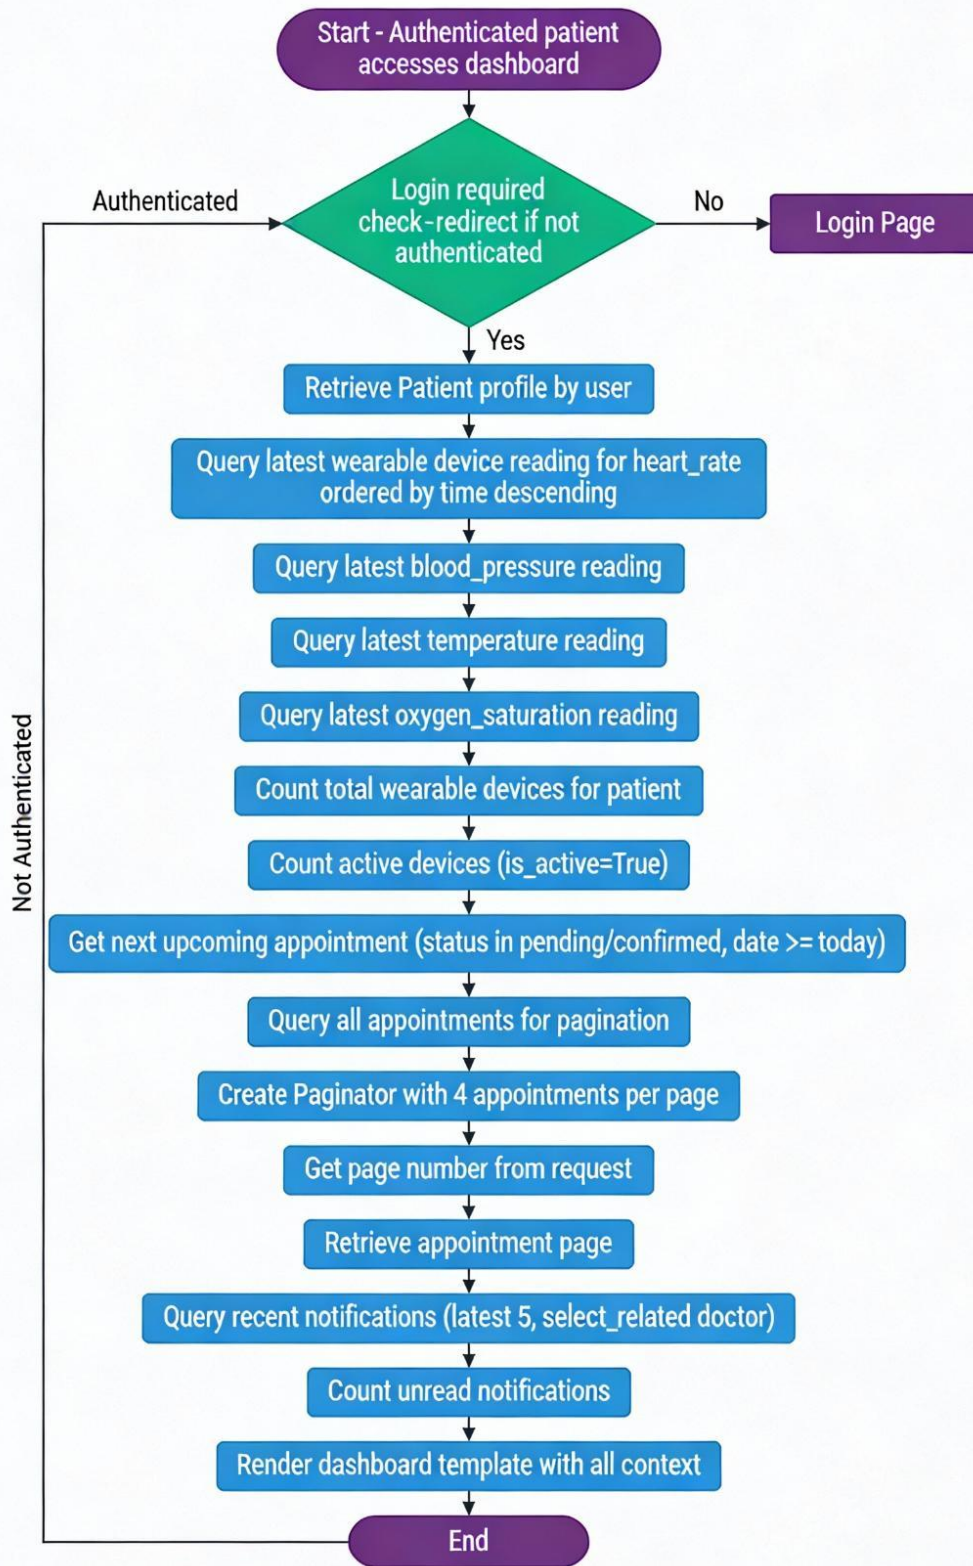 Start - Authenticated patient
accesses dashboard
Authenticated
Login required
check-redirect if not
authenticated
No
Login Page
Yes
Retrieve Patient profile by user
Query latest wearable device reading for heart_rate
ordered by time descending
Query latest blood_pressure reading
Query latest temperature reading
Query latest oxygen_saturation reading
Count total wearable devices for patient
Not Authenticated
Count active devices (is_active=True)
Get next upcoming appointment (status in pending/confirmed, date >= today)
Query all appointments for pagination
Create Paginator with 4 appointments per page
Get page number from request
Retrieve appointment page
Query recent notifications (latest 5, select_related doctor)
Count unread notifications
Render dashboard template with all context
End